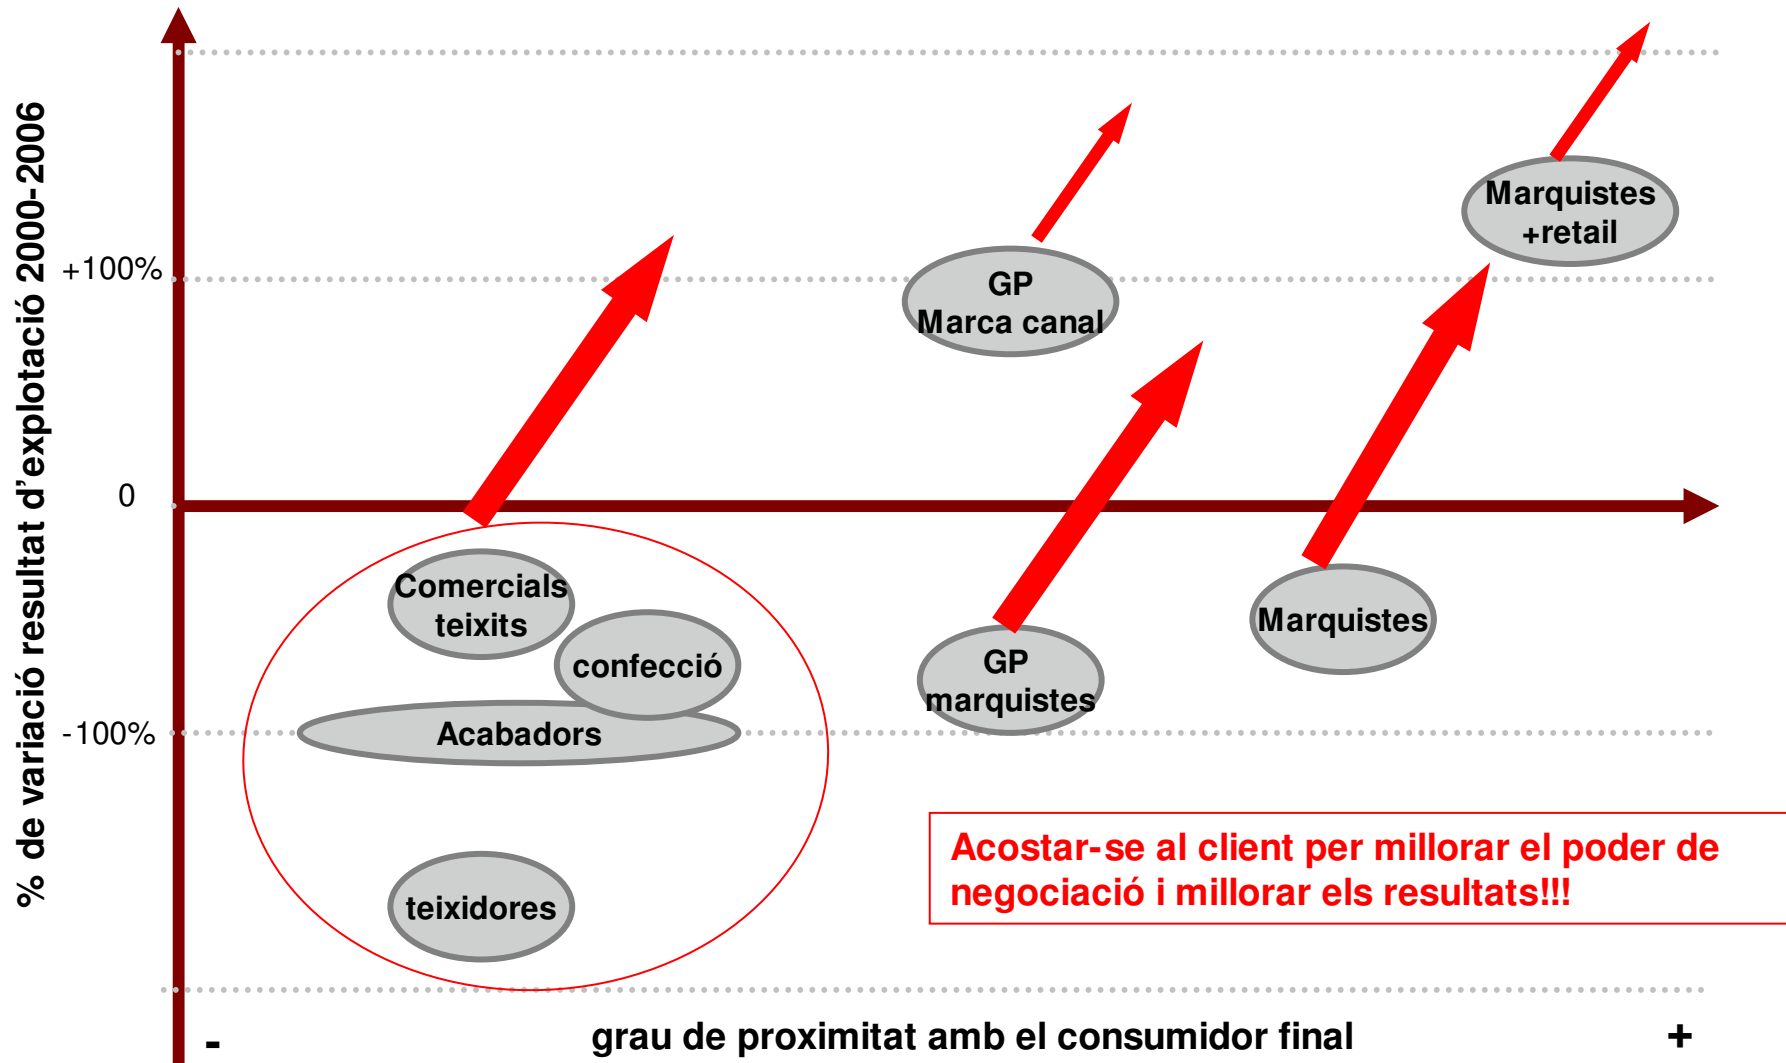 % de variació resultat d'explotació 2000-2006
+100%
0
-100%
Marquistes
+retail
GP
Marca canal
Comercials
teixits
confecció
Acabadors
teixidores
GP
marquistes
Marquistes
Acostar-se al client per millorar el poder de
negociació i millorar els resultats!!!
-
grau de proximitat amb el consumidor final
+